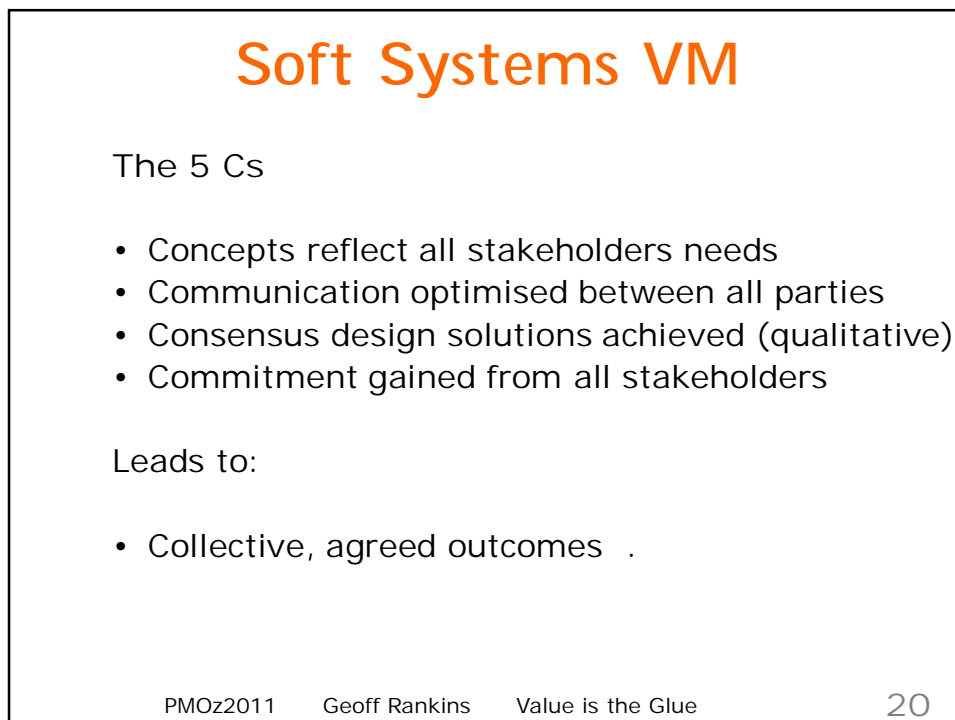 Soft Systems VM
The 5 Cs
• Concepts reflect all stakeholders needs
• Communication optimised between all parties
• Consensus design solutions achieved (qualitative)
• Commitment gained from all stakeholders
Leads to:
• Collective, agreed outcomes .
PMOz2011 Geoff Rankins Value is the Glue 20